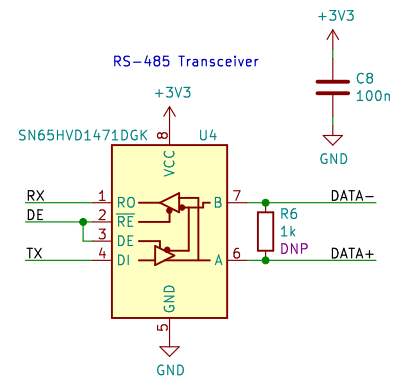 +3V3
RS-485 Transceiver
C8
100n
+3V3
GND
SN65HVD1471DGK
U4
8
VCC
RX
1
RO
B
7
DATA-
DE
2
RE
R6
1k
3
DE
DNP
TX
4
DI
A
6
DATA+
GND
5
GND